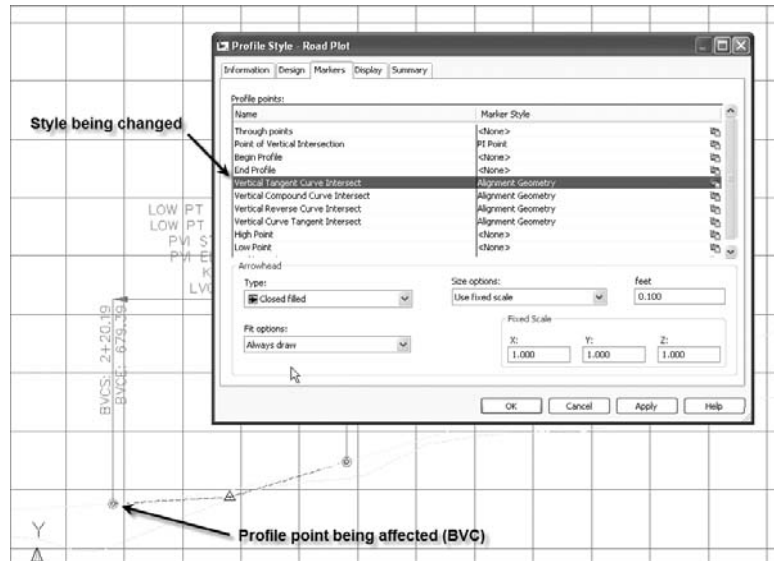 Profile Style - Road Plot
Information Design Markers Display Summary
Profile points:
Name Marker Style
Through points <None>
Point of Vertical Intersection PI Point
Begin Profile <None>
End Profile <None>
Vertical Tangent Curve Intersect Alignment Geometry
Vertical Compound Curve Intersect Alignment Geometry
Vertical Reverse Curve Intersect Alignment Geometry
Vertical Curve Tangent Intersect Alignment Geometry
High Point <None>
Low Point <None>
Arrowhead
Type:
Closed filled
Size options:
Use fixed scale
feet
0.100
Fit options:
Always draw
Fixed Scale
X: Y: Z:
1.000 1.000 1.000
OK Cancel Apply Help
Style being changed
LOW PT
LOW PT
PVI S
PVI E
K
LVC
BVCS: 2+20.19
BVCE: 679.39
Profile point being affected (BVC)
Y